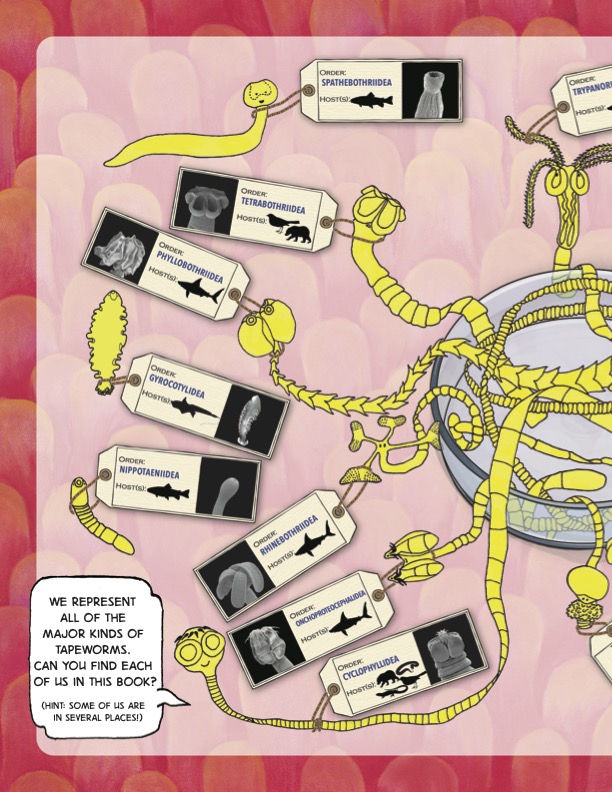 ORDER:
SPATHEBOTHRIIDEA
HOST(S):
ORDER:
TRYPANOR
HOST(S):
ORDER:
TETRABOTHRIIDEA
HOST(S):
ORDER:
PHYLLOBOTHRIIDEA
HOST(S):
ORDER:
GYROCOTYLIDEA
HOST(S):
ORDER:
NIPPOTAENIIDEA
HOST(S):
ORDER:
RHINEBOTHRIIDEA
HOST(S):
ORDER:
ONCHOPROTEOCEPHALIDEA
HOST(S):
ORDER:
CYCLOPHYLLIDEA
HOST(S):
WE REPRESENT
ALL OF THE
MAJOR KINDS OF
TAPEWORMS.
CAN YOU FIND EACH
OF US IN THIS BOOK?
(HINT: SOME OF US ARE
IN SEVERAL PLACES!)